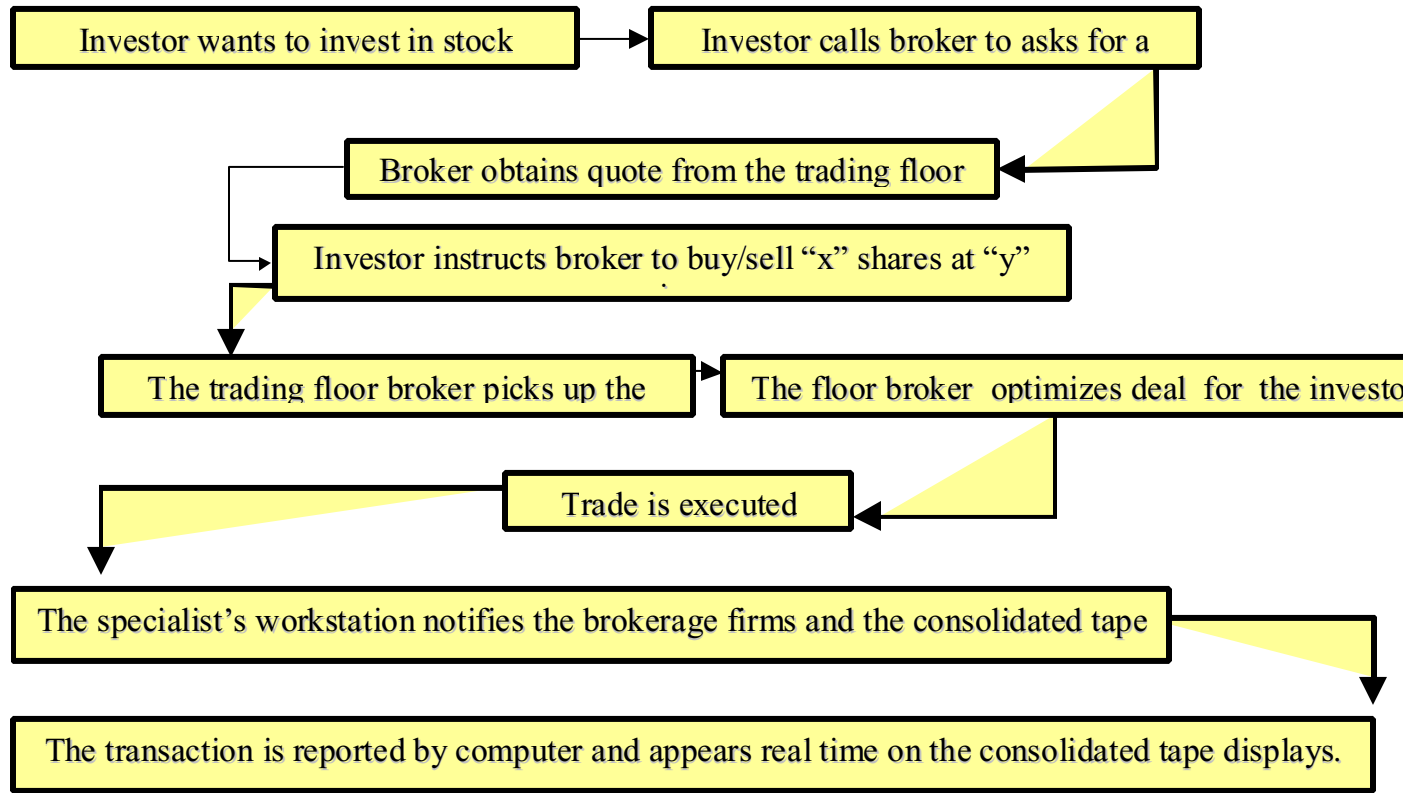 Investor wants to invest in stock
Investor calls broker to asks for a
Broker obtains quote from the trading floor
Investor instructs broker to buy/sell “x” shares at “y”
The trading floor broker picks up the
The floor broker optimizes deal for the investo
Trade is executed
The specialist’s workstation notifies the brokerage firms and the consolidated tape
The transaction is reported by computer and appears real time on the consolidated tape displays.